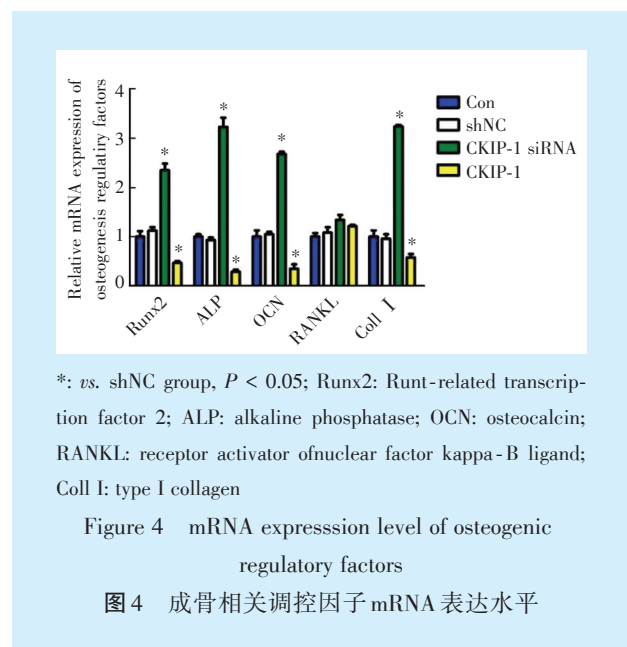 Relative mRNA expression of
osteogenesis regulatiry factors
4
3
2
1
0
*
*
*
*
*
*
*
*
Con
shNC
CKIP-1 siRNA
CKIP-1
Runx2
ALP
OCN
RANKL
Coll I
*: vs. shNC group, P < 0.05; Runx2: Runt-related transcrip-
tion factor 2; ALP: alkaline phosphatase; OCN: osteocalcin;
RANKL: receptor activator ofnuclear factor kappa-B ligand;
Coll I: type I collagen
Figure 4 mRNA expresssion level of osteogenic
regulatory factors
图4 成骨相关调控因子mRNA表达水平